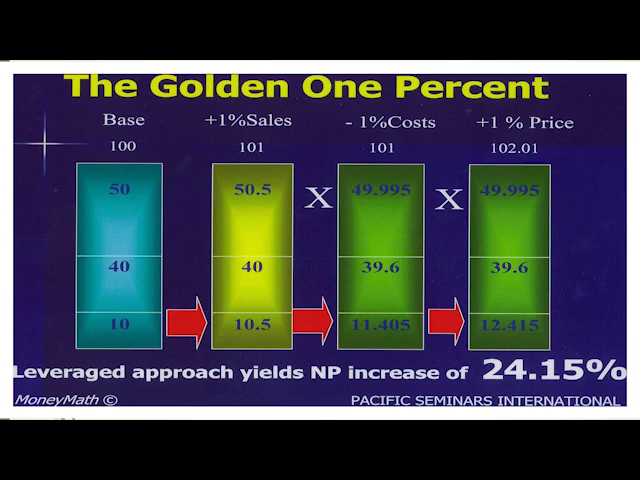 The Golden One Percent
Base +1%Sales - 1%Costs +1 % Price
100 101 101 102.01
50 50.5 X 49.995 X 49.995
40 40 39.6 39.6
10 10.5 11.405 12.415
Leveraged approach yields NP increase of 24.15%
MoneyMath © PACIFIC SEMINARS INTERNATIONAL